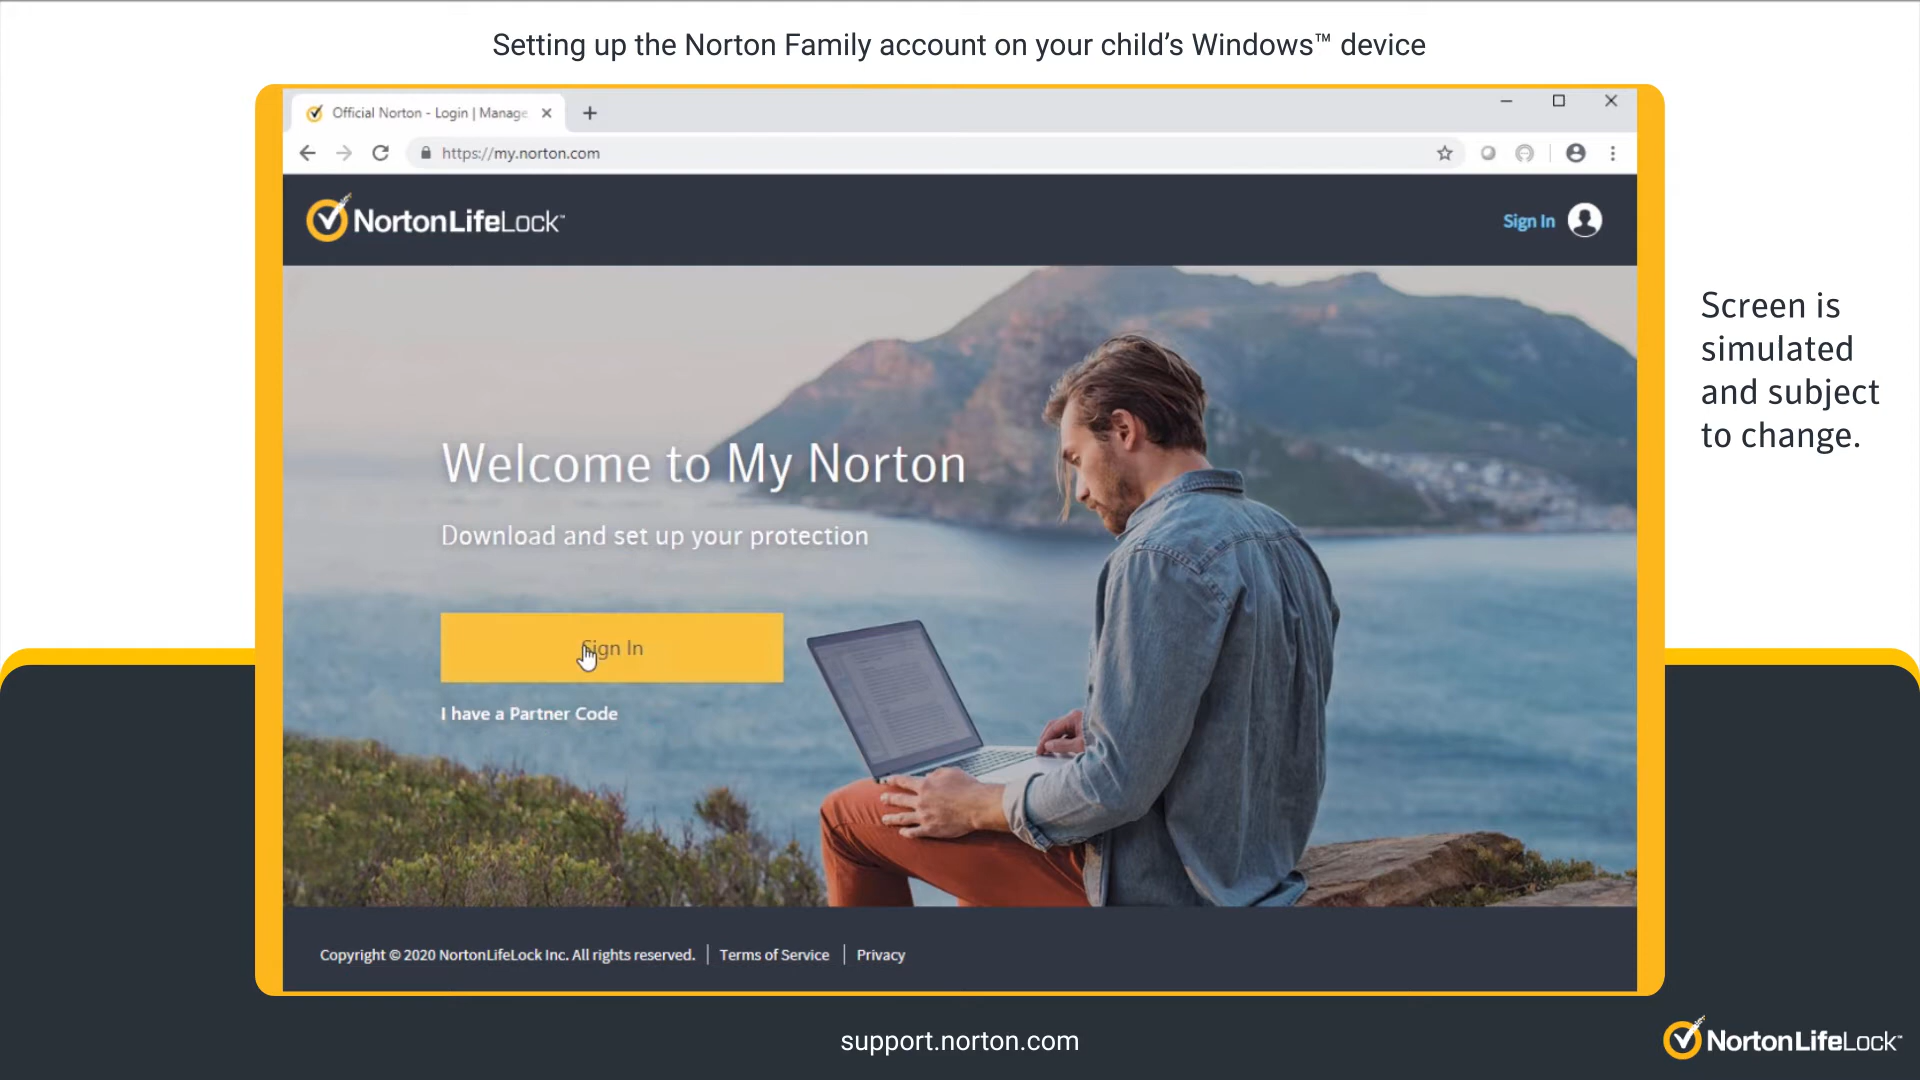 Setting up the Norton Family account on your child’s Windows™ device
Official Norton - Login | Manage
https://my.norton.com
NortonLifeLock™
Sign In
Screen is
simulated
and subject
to change.
Welcome to My Norton
Download and set up your protection
Sign In
I have a Partner Code
Copyright © 2020 NortonLifeLock Inc. All rights reserved. | Terms of Service | Privacy
support.norton.com
NortonLifeLock™